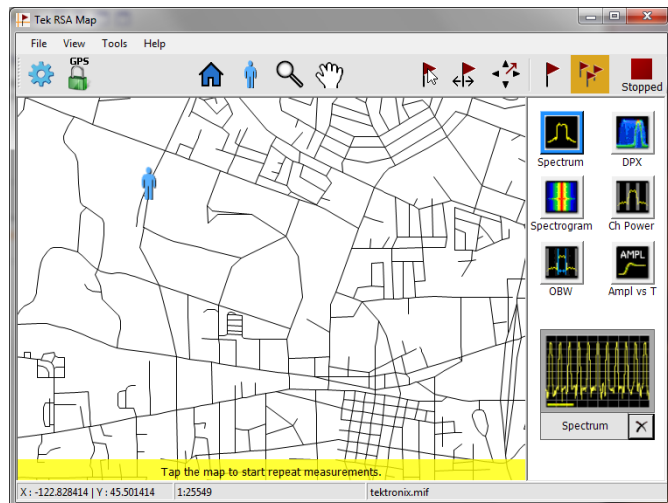 Tek RSA Map
File View Tools Help
GPS
Stopped
Spectrum DPX
Spectrogram Ch Power
AMPL
OBW Ampl vs T
Spectrum
Tap the map to start repeat measurements.
X : -122.828414 | Y : 45.501414 1:25549 tektronix.mif